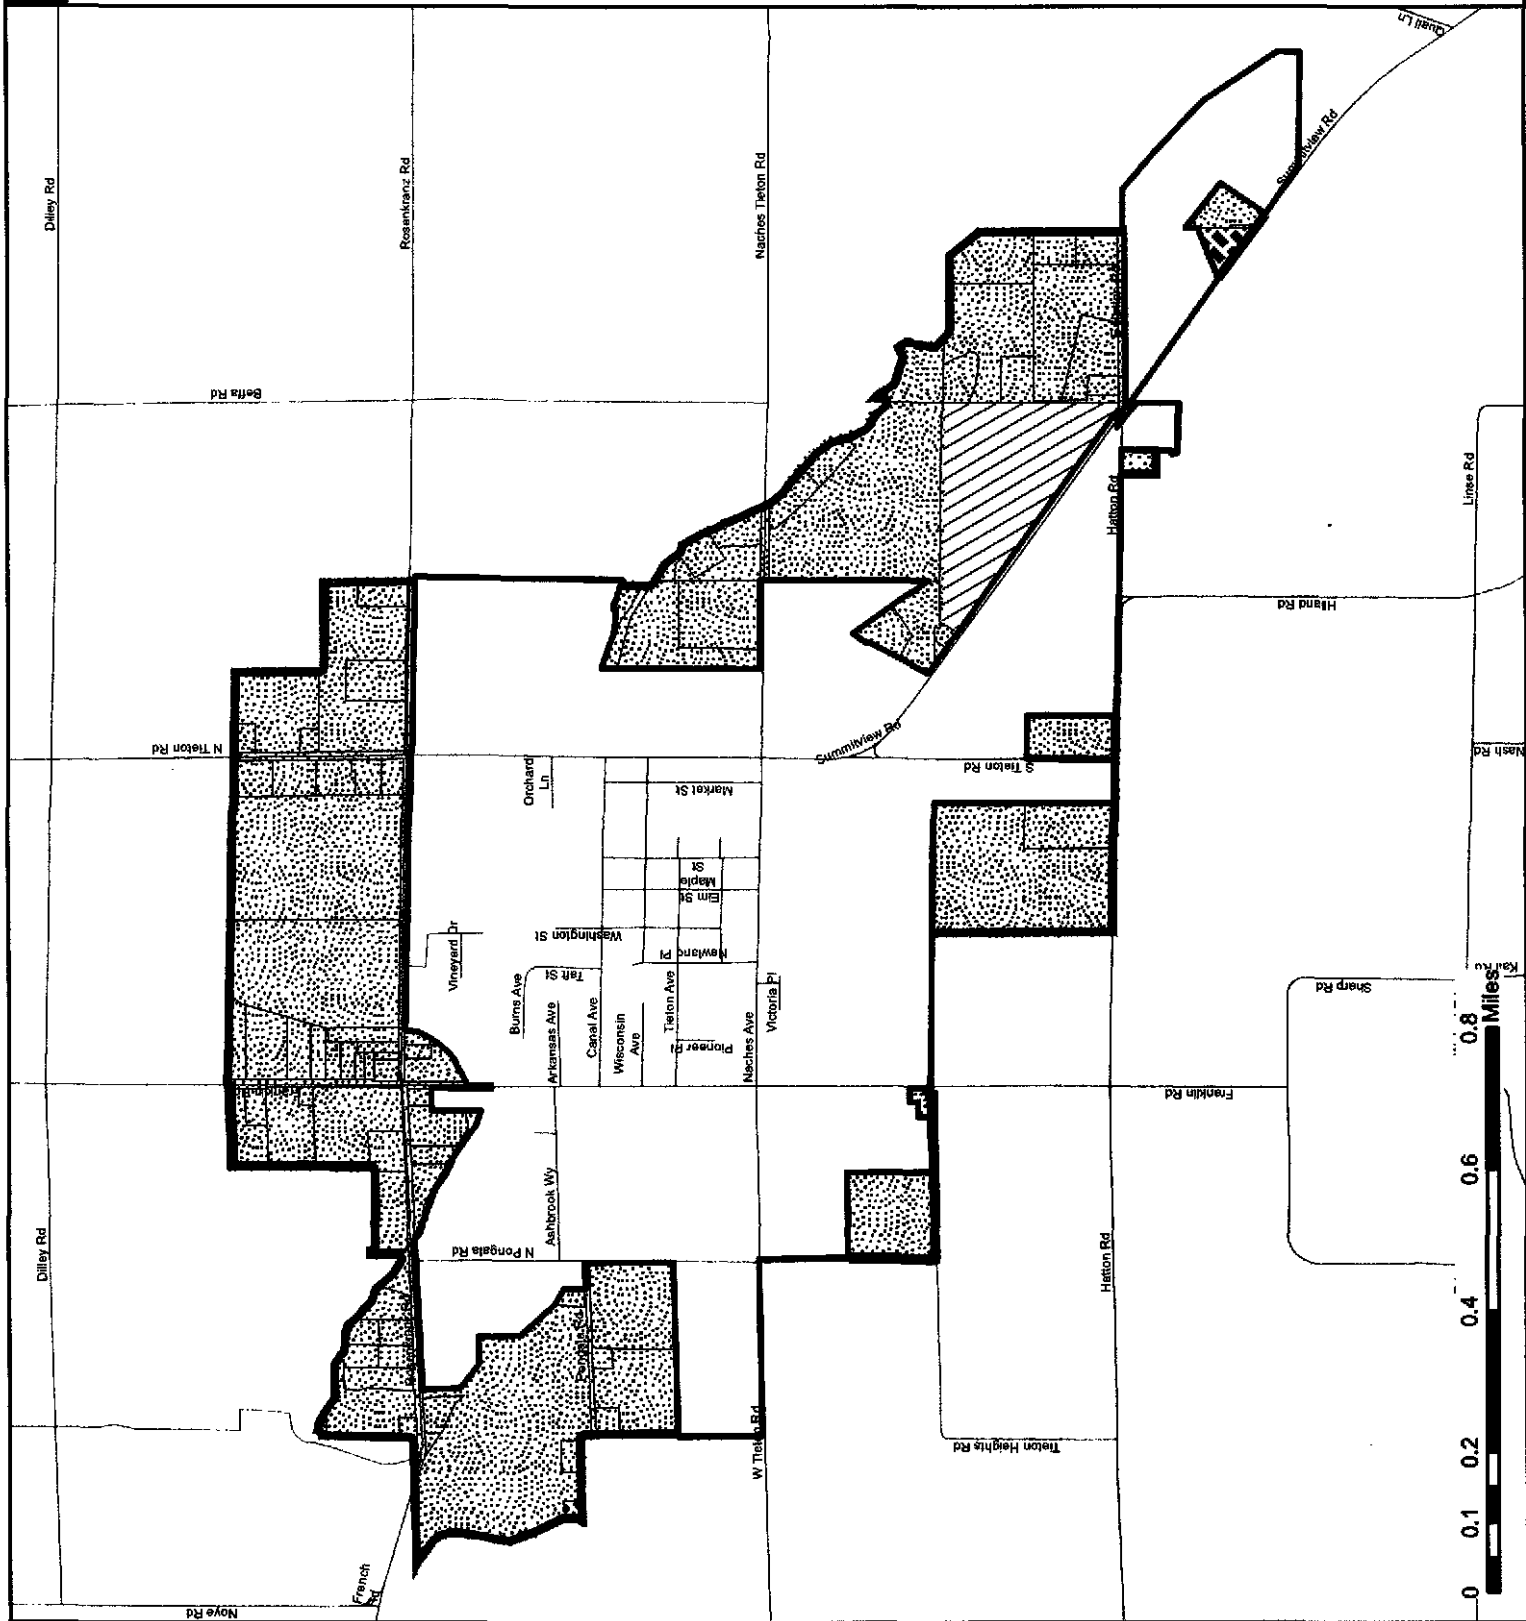 Quail Ln
Dilley Rd
Rosenkranz Rd
Naches Tieton Rd
Summitview Rd
Beffa Rd
Linse Rd
Hatton Rd
Hiland Rd
N Tieton Rd
Summitview Rd
S Tieton Rd
Nash Rd
Orchard
Ln
Market St
Maple
St
Elm St
Washington St
Vineyard Dr
Newland Pl
Taft St
Burns Ave
Tieton Ave
Victoria Pl
Sharp Rd
Arkansas Ave
Canal Ave
Wisconsin
Ave
Pioneer Pl
Naches Ave
Franklin Rd
Dilley Rd
Ashbrook Wy
N Pongala Rd
Hatton Rd
W Tieton Rd
Tieton Heights Rd
French
Rd
Noye Rd
0 0.1 0.2 0.4 0.6 0.8
Miles